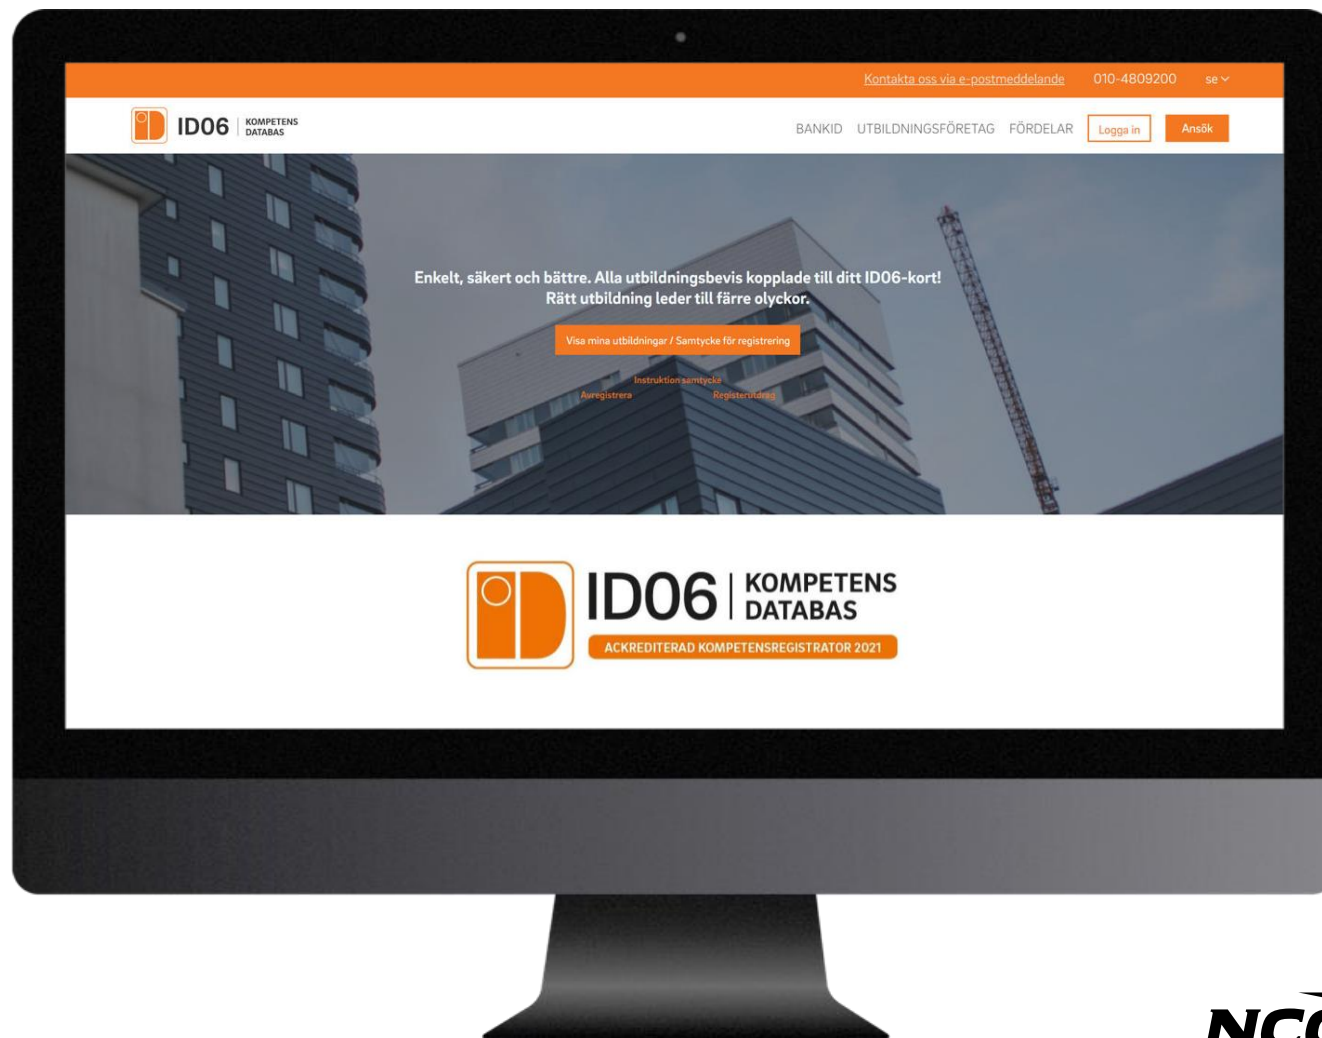 Kontakta oss via e-postmeddelande 010-4809200 se
ID06 KOMPETENS DATABAS
BANKID UTBILDNINGSFÖRETAG FÖRDELAR Logga in Ansök
Enkelt, säkert och bättre. Alla utbildningsbevis kopplade till ditt ID06-kort!
Rätt utbildning leder till färre olyckor.
Visa mina utbildningar / Samtycke för registrering
Instruktion samtycke
Avregistrera Registerutdrag
ID06 KOMPETENS DATABAS
ACKREDITERAD KOMPETENSREGISTRATOR 2021